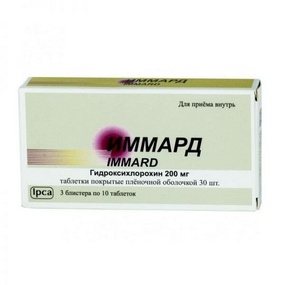 Для приёма внутрь
ИММАРД
IMMARD
Гидроксихлорохин 200 мг
таблетки покрытые плёночной оболочкой 30 шт.
Ipca
3 блистера по 10 таблеток